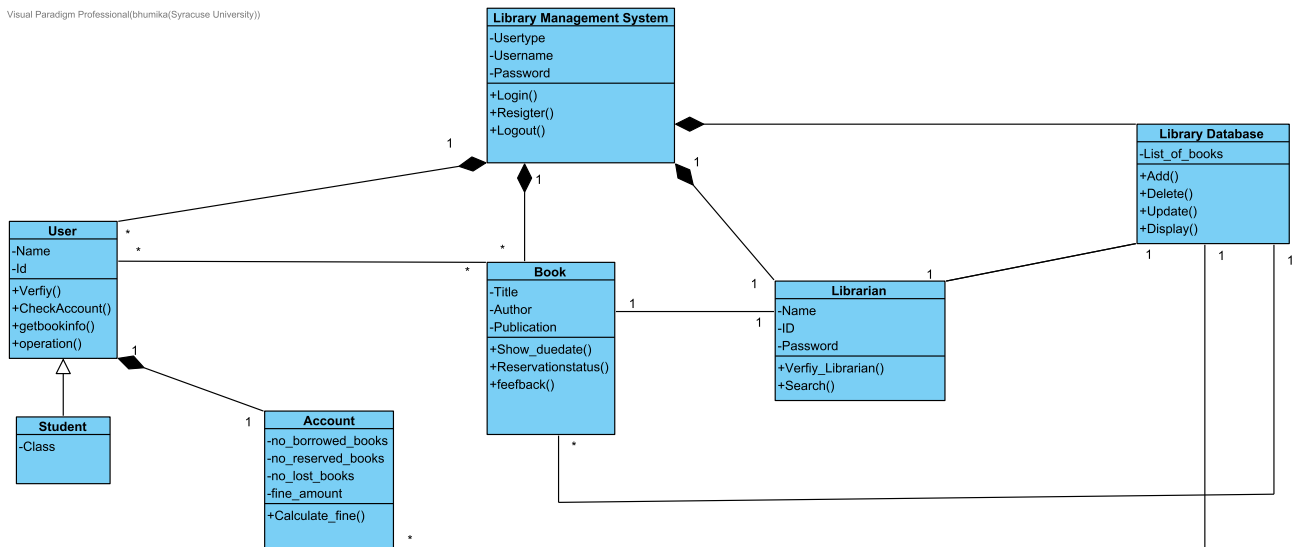 Visual Paradigm Professional(bhumika(Syracuse University))
Library Management System
-Usertype
-Username
-Password
+Login()
+Resigter()
+Logout()
1
1
1
Library Database
-List_of_books
+Add()
+Delete()
+Update()
+Display()
User
-Name
-Id
+Verfiy()
+CheckAccount()
+getbookinfo()
+operation()
*
*
*
*
Book
-Title
-Author
-Publication
+Show_duedate()
+Reservationstatus()
+feefback()
1
1
1
Librarian
-Name
-ID
-Password
+Verfiy_Librarian()
+Search()
1
1
1
1
1
1
Student
-Class
Account
-no_borrowed_books
-no_reserved_books
-no_lost_books
-fine_amount
+Calculate_fine()
*
*